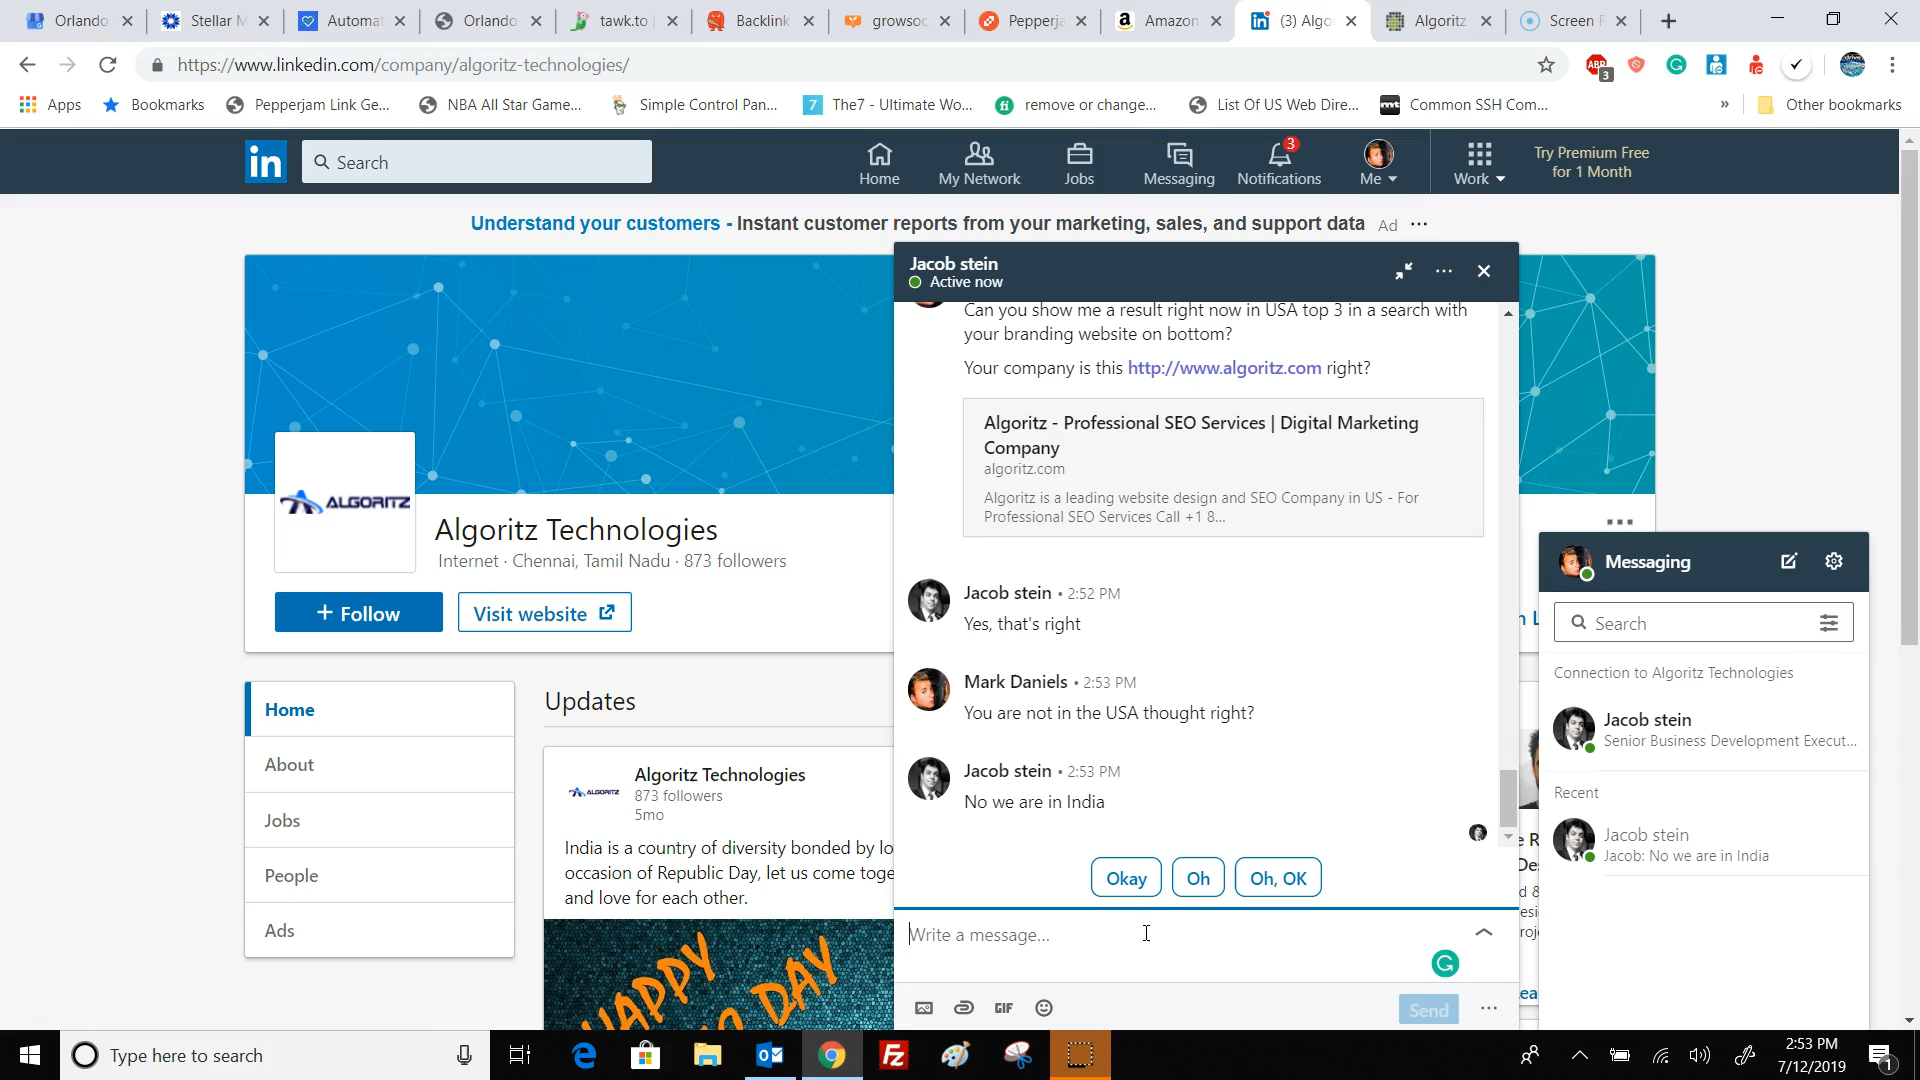 Orlando
Stellar M
Automat
Orlando
tawk.to
Backlink
growsoc
Pepperja
Amazon
(3) Algo
Algoritz
Screen
https://www.linkedin.com/company/algoritz-technologies/
ABP
3
Apps
Bookmarks
Pepperjam Link Ge...
NBA All Star Game...
Simple Control Pan...
The7 - Ultimate Wo...
remove or change...
List Of US Web Dire...
Common SSH Com...
»
Other bookmarks
in
Search
Home
My Network
Jobs
Messaging
3
Notifications
Me
Work
Try Premium Free
for 1 Month
Understand your customers - Instant customer reports from your marketing, sales, and support data Ad ...
ALGORITZ
Algoritz Technologies
Internet · Chennai, Tamil Nadu · 873 followers
+ Follow
Visit website
Home
About
Jobs
People
Ads
Updates
ALGORITZ
Algoritz Technologies
873 followers
5mo
India is a country of diversity bonded by lo
occasion of Republic Day, let us come toge
and love for each other.
HAPPY
DAY
Jacob stein
Active now
Can you show me a result right now in USA top 3 in a search with
your branding website on bottom?
Your company is this http://www.algoritz.com right?
Algoritz - Professional SEO Services | Digital Marketing
Company
algoritz.com
Algoritz is a leading website design and SEO Company in US - For
Professional SEO Services Call +1 8...
Jacob stein • 2:52 PM
Yes, that's right
Mark Daniels • 2:53 PM
You are not in the USA thought right?
Jacob stein • 2:53 PM
No we are in India
Okay
Oh
Oh, OK
Write a message...
GIF
Send
Messaging
Search
Connection to Algoritz Technologies
Jacob stein
Senior Business Development Execut...
Recent
Jacob stein
Jacob: No we are in India
Type here to search
2:53 PM
7/12/2019
1